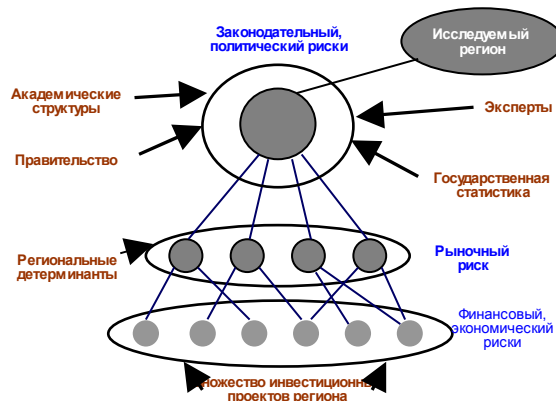 Законодательный,
политический риски
Исследуемый
регион
Академические
структуры
Эксперты
Правительство
Государственная
статистика
Региональные
детерминанты
Рыночный
риск
Финансовый,
экономический
риски
проектов региона